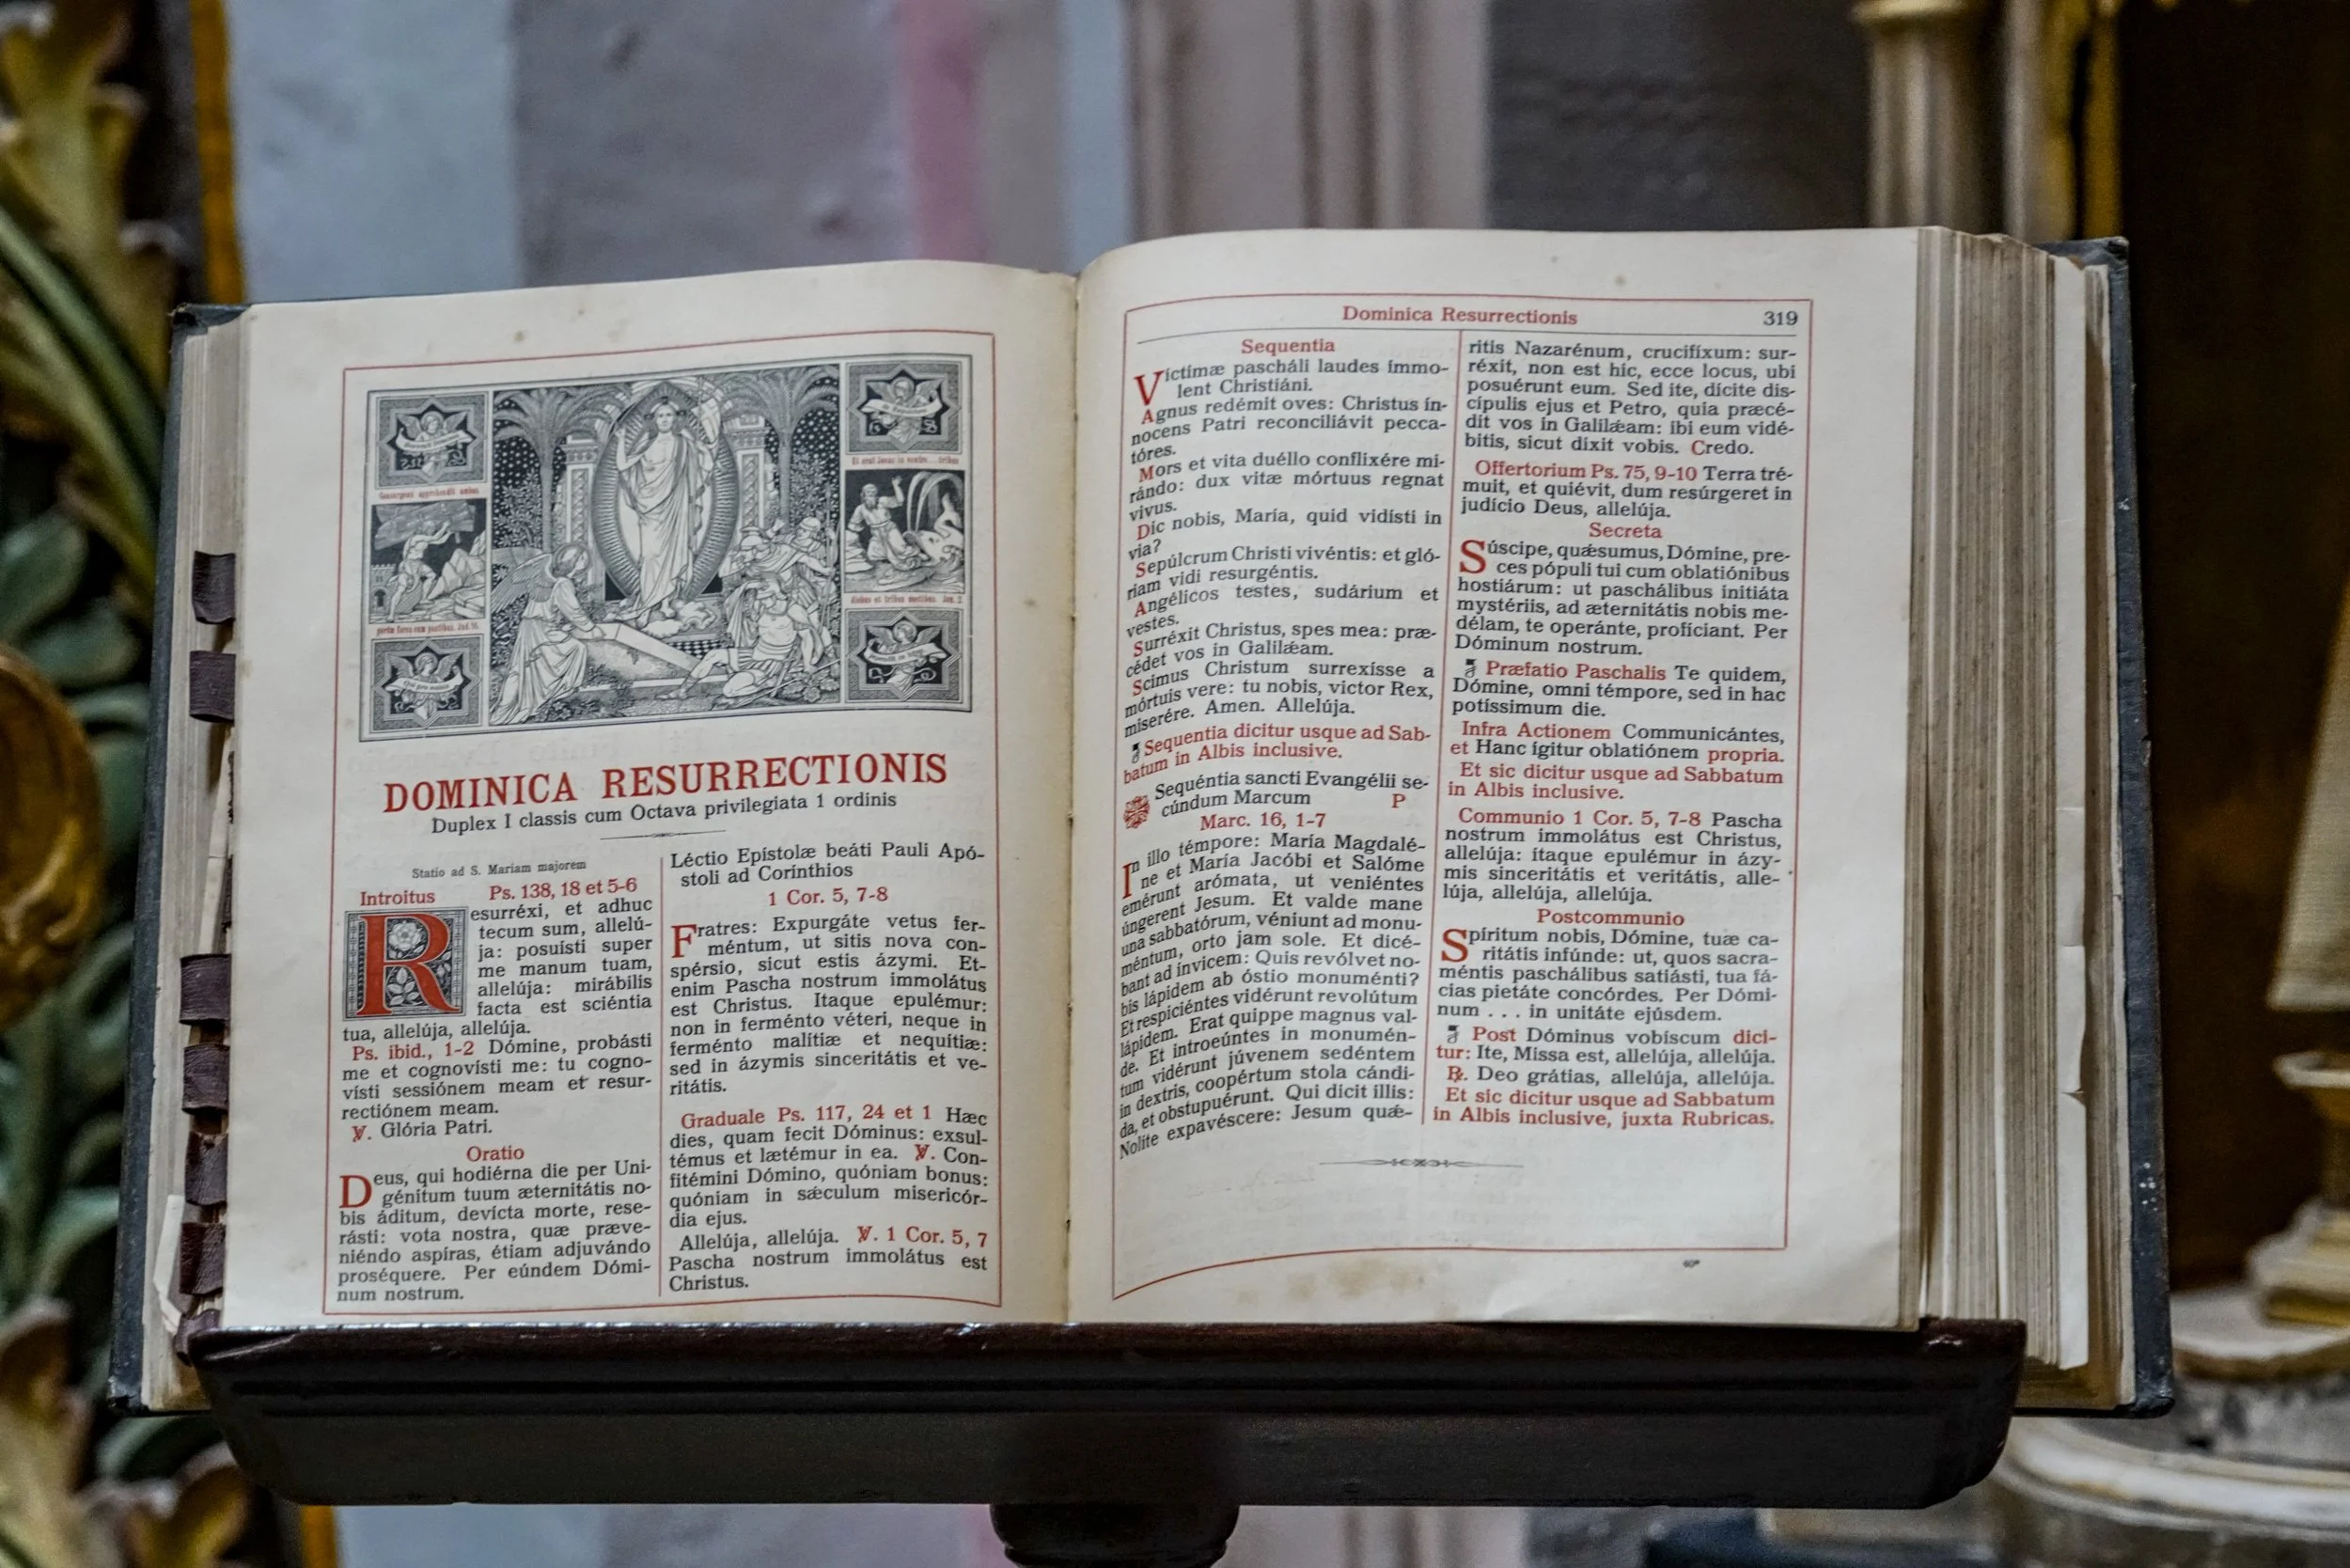 Consurgens apprehendit ambas
portæ fores cum postibus. Jud. 16.
Et erat Jonas in ventre... tribus
diebus et tribus noctibus. Jon. 2.
DOMINICA RESURRECTIONIS
Duplex I classis cum Octava privilegiata 1 ordinis
Statio ad S. Mariam majorem
Introitus Ps. 138, 18 et 5-6
Resurréxi, et adhuc
tecum sum, allelú-
ja: posuísti super
me manum tuam,
allelúja: mirábilis
facta est sciéntia
tua, allelúja, allelúja.
Ps. ibid., 1-2 Dómine, probásti
me et cognovísti me: tu cogno-
vísti sessiónem meam et resur-
rectiónem meam.
℣. Glória Patri.
Oratio
Deus, qui hodiérna die per Uni-
génitum tuum æternitátis no-
bis áditum, devícta morte, rese-
rásti: vota nostra, quæ præve-
niéndo aspíras, étiam adjuvándo
proséquere. Per eúndem Dómi-
num nostrum.
Léctio Epístolæ beáti Pauli Apó-
stoli ad Corínthios
1 Cor. 5, 7-8
Fratres: Expurgáte vetus fer-
méntum, ut sitis nova con-
spérsio, sicut estis ázymi. Et-
enim Pascha nostrum immolátus
est Christus. Itaque epulémur:
non in ferménto véteri, neque in
ferménto malítiæ et nequítiæ:
sed in ázymis sinceritátis et ve-
ritátis.
Graduale Ps. 117, 24 et 1 Hæc
dies, quam fecit Dóminus: exsul-
témus et lætémur in ea. ℣. Con-
fitémini Dómino, quóniam bonus:
quóniam in sǽculum misericór-
dia ejus.
Allelúja, allelúja. ℣. 1 Cor. 5, 7
Pascha nostrum immolátus est
Christus.
Dominica Resurrectionis 319
Sequentia
Víctimæ pascháli laudes ímmo-
lent Christiáni.
Agnus redémit oves: Christus ín-
nocens Patri reconciliávit pecca-
tóres.
Mors et vita duéllo conflixére mi-
rándo: dux vitæ mórtuus regnat
vivus.
Dic nobis, María, quid vidísti in
via?
Sepúlcrum Christi vivéntis: et gló-
riam vidi resurgéntis.
Angélicos testes, sudárium et
vestes.
Surréxit Christus, spes mea: præ-
cédet vos in Galilǽam.
Scimus Christum surrexísse a
mórtuis vere: tu nobis, victor Rex,
miserére. Amen. Allelúja.
¶ Sequentia dicitur usque ad Sab-
batum in Albis inclusive.
Sequéntia sancti Evangélii se-
cúndum Marcum P
Marc. 16, 1-7
In illo témpore: María Magdalé-
ne et María Jacóbi et Salóme
emérunt arómata, ut veniéntes
úngerent Jesum. Et valde mane
una sabbatórum, véniunt ad monu-
méntum, orto jam sole. Et dicé-
bant ad ínvicem: Quis revólvet no-
bis lápidem ab óstio monuménti?
Et respiciéntes vidérunt revolútum
lápidem. Erat quippe magnus val-
de. Et introeúntes in monumén-
tum vidérunt júvenem sedéntem
in dextris, coopértum stola cándi-
da, et obstupuérunt. Qui dicit illis:
Nolíte expavéscere: Jesum quǽ-
ritis Nazarénum, crucifíxum: sur-
réxit, non est hic, ecce locus, ubi
posuérunt eum. Sed ite, dícite dis-
cípulis ejus et Petro, quia præcé-
dit vos in Galilǽam: ibi eum vidé-
bitis, sicut dixit vobis. Credo.
Offertorium Ps. 75, 9-10 Terra tré-
muit, et quiévit, dum resúrgeret in
judício Deus, allelúja.
Secreta
Súscipe, quǽsumus, Dómine, pre-
ces pópuli tui cum oblatiónibus
hostiárum: ut paschálibus initiáta
mystériis, ad æternitátis nobis me-
délam, te operánte, profíciant. Per
Dóminum nostrum.
¶ Præfatio Paschalis Te quidem,
Dómine, omni témpore, sed in hac
potíssimum die.
Infra Actionem Communicántes,
et Hanc ígitur oblatiónem propria.
Et sic dicitur usque ad Sabbatum
in Albis inclusive.
Communio 1 Cor. 5, 7-8 Pascha
nostrum immolátus est Christus,
allelúja: ítaque epulémur in ázy-
mis sinceritátis et veritátis, alle-
lúja, allelúja, allelúja.
Postcommunio
Spíritum nobis, Dómine, tuæ ca-
ritátis infúnde: ut, quos sacra-
méntis paschálibus satiásti, tua fá-
cias pietáte concórdes. Per Dómi-
num . . . in unitáte ejúsdem.
¶ Post Dóminus vobíscum dici-
tur: Ite, Missa est, allelúja, allelúja.
℟. Deo grátias, allelúja, allelúja.
Et sic dicitur usque ad Sabbatum
in Albis inclusive, juxta Rubricas.